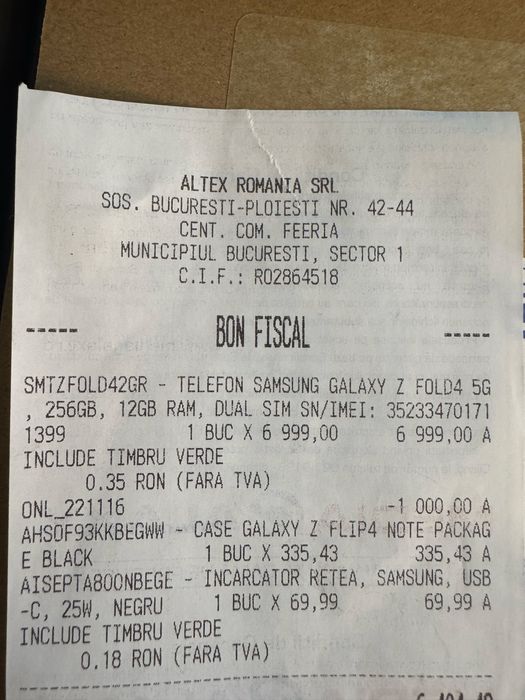 ALTEX ROMANIA SRL
SOS. BUCURESTI-PLOIESTI NR. 42-44
CENT. COM. FEERIA
MUNICIPIUL BUCURESTI, SECTOR 1
C.I.F.: RO2864518
----- BON FISCAL -----
SMTZFOLD42GR - TELEFON SAMSUNG GALAXY Z FOLD4 5G
, 256GB, 12GB RAM, DUAL SIM SN/IMEI: 35233470171
1399 1 BUC X 6 999,00 6 999,00 A
INCLUDE TIMBRU VERDE
0.35 RON (FARA TVA)
ONL_221116 -1 000,00 A
AHSOF93KKBEGWW - CASE GALAXY Z FLIP4 NOTE PACKAG
E BLACK 1 BUC X 335,43 335,43 A
AISEPTA800NBEGE - INCARCATOR RETEA, SAMSUNG, USB
-C, 25W, NEGRU 1 BUC X 69,99 69,99 A
INCLUDE TIMBRU VERDE
0.18 RON (FARA TVA)